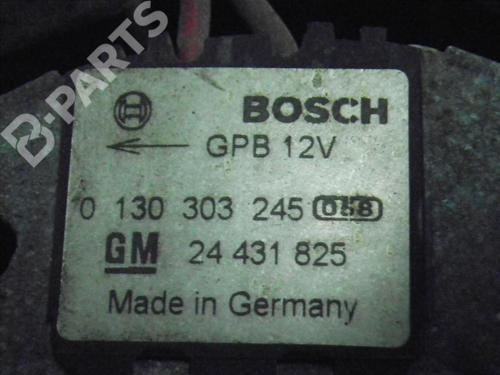 B-PARTS
BOSCH
GPB 12V
0 130 303 245 058
GM 24 431 825
Made in Germany